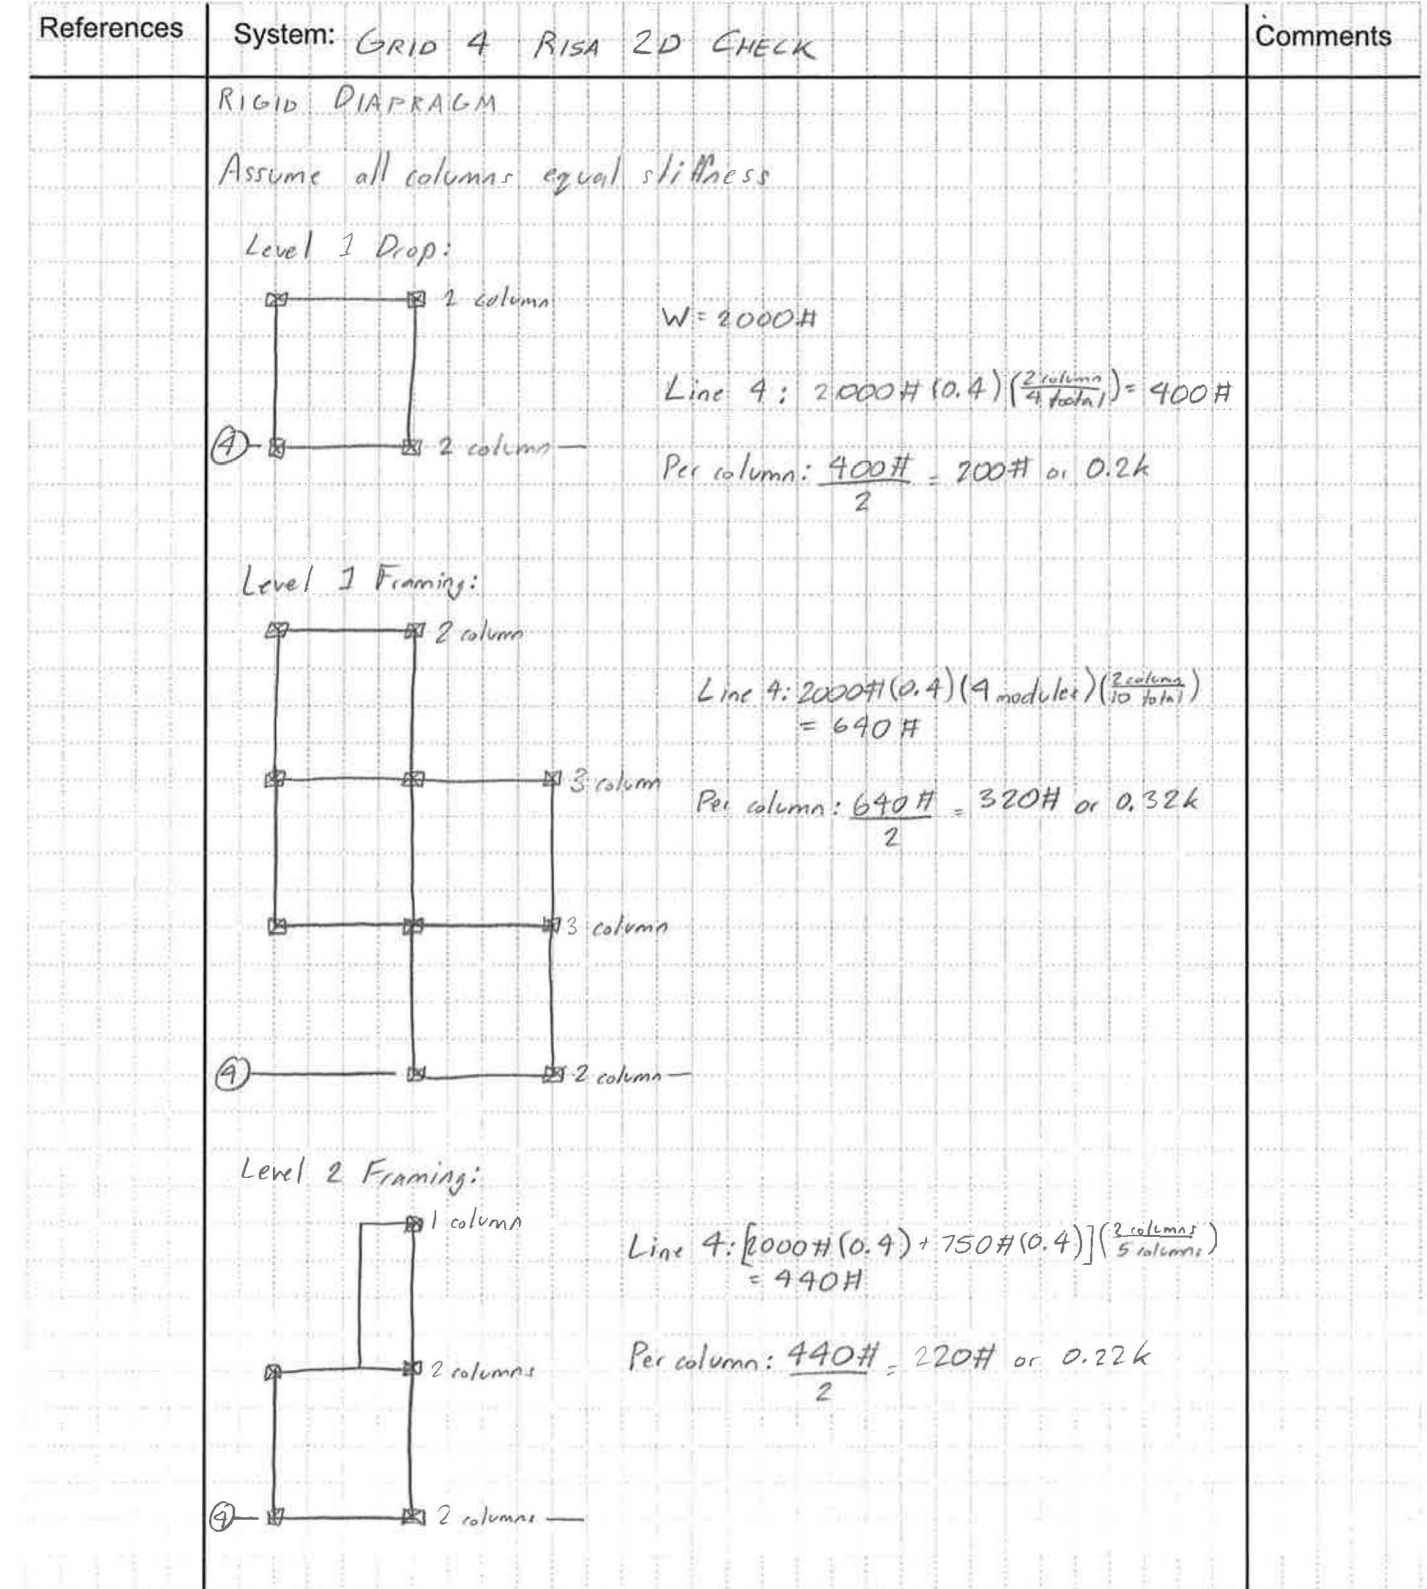 References
System: GRID 4 RISA 2D CHECK
Comments
RIGID DIAPRAGM
Assume all columns equal stiffness
Level 1 Drop:
2 column
W = 2000#
Line 4: 2000# (0.4) (2 column / 4 total) = 400#
4 2 column
Per column: 400# / 2 = 200# or 0.2k
Level 1 Framing:
2 column
Line 4: 2000# (0.4)(4 modules)(2 column / 10 total)
= 640#
3 column
Per column: 640# / 2 = 320# or 0.32k
3 column
4 2 column
Level 2 Framing:
1 column
Line 4: [2000# (0.4) + 750# (0.4)](2 columns / 5 columns)
= 440#
2 columns
Per column: 440# / 2 = 220# or 0.22k
4 2 columns